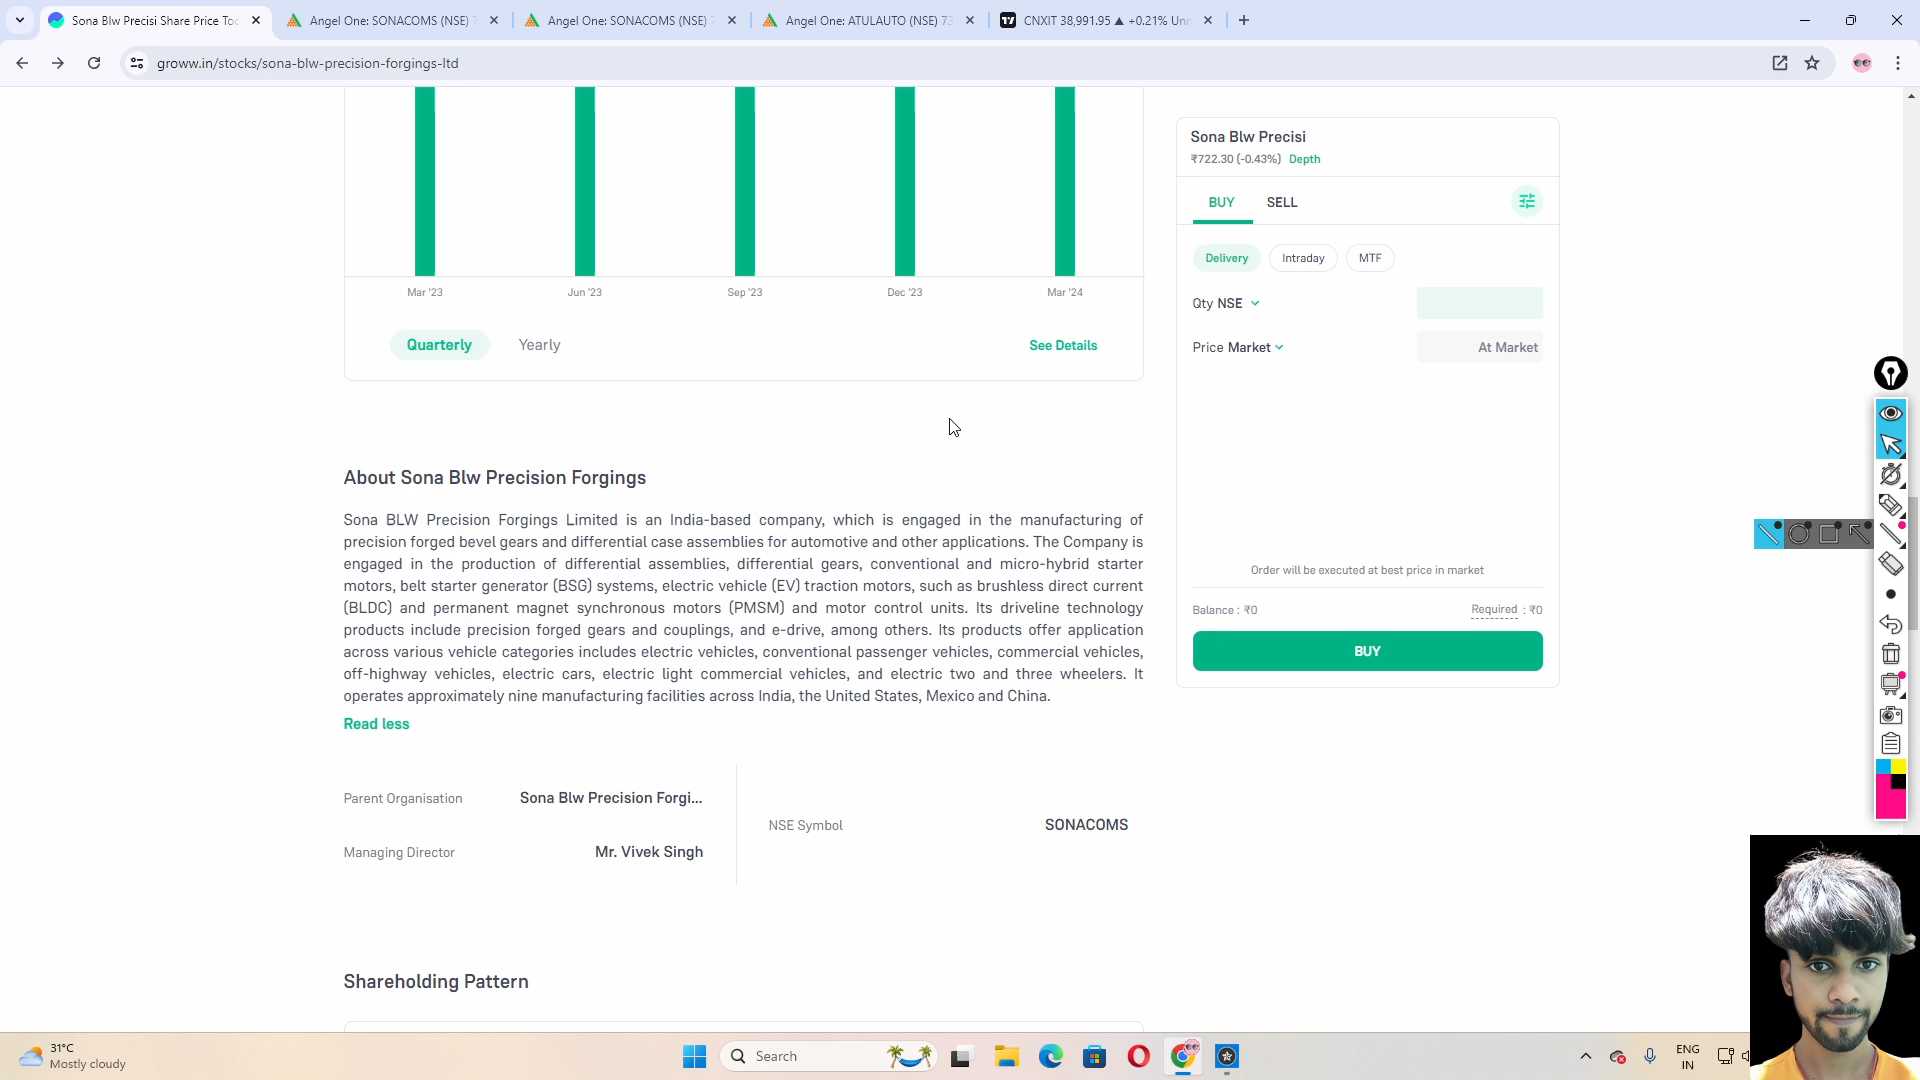 Sona Blw Precisi Share Price Toc
Angel One: SONACOMS (NSE) 7
Angel One: SONACOMS (NSE) 7
Angel One: ATULAUTO (NSE) 73
CNXIT 38,991.95 ▲ +0.21% Unr
groww.in/stocks/sona-blw-precision-forgings-ltd
Mar '23
Jun '23
Sep '23
Dec '23
Mar '24
Quarterly
Yearly
See Details
About Sona Blw Precision Forgings
Sona BLW Precision Forgings Limited is an India-based company, which is engaged in the manufacturing of
precision forged bevel gears and differential case assemblies for automotive and other applications. The Company is
engaged in the production of differential assemblies, differential gears, conventional and micro-hybrid starter
motors, belt starter generator (BSG) systems, electric vehicle (EV) traction motors, such as brushless direct current
(BLDC) and permanent magnet synchronous motors (PMSM) and motor control units. Its driveline technology
products include precision forged gears and couplings, and e-drive, among others. Its products offer application
across various vehicle categories includes electric vehicles, conventional passenger vehicles, commercial vehicles,
off-highway vehicles, electric cars, electric light commercial vehicles, and electric two and three wheelers. It
operates approximately nine manufacturing facilities across India, the United States, Mexico and China.
Read less
Parent Organisation
Sona Blw Precision Forgi...
Managing Director
Mr. Vivek Singh
NSE Symbol
SONACOMS
Shareholding Pattern
Sona Blw Precisi
₹722.30 (-0.43%) Depth
BUY
SELL
Delivery
Intraday
MTF
Qty NSE
Price Market
At Market
Order will be executed at best price in market
Balance : ₹0
Required : ₹0
BUY
31°C
Mostly cloudy
Search
ENG
IN